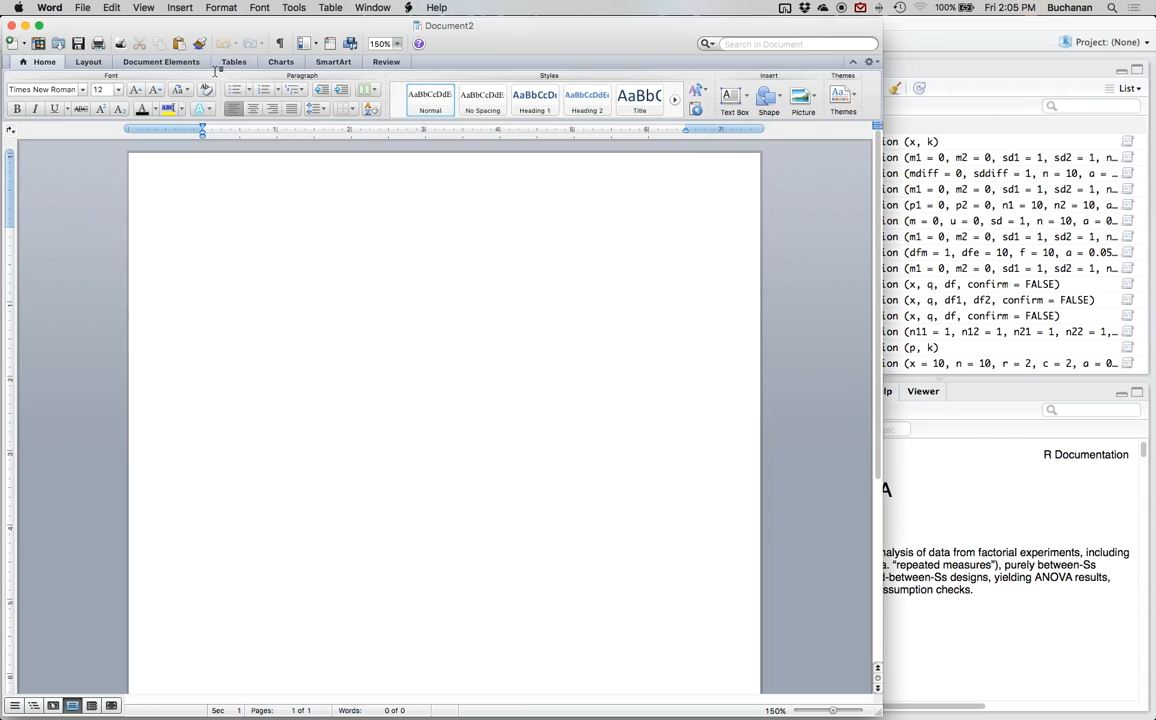 Word File Edit View Insert Format Font Tools Table Window Help 100% Fri 2:05 PM Buchanan
Document2
Project: (None)
150% Search in Document
Home Layout Document Elements Tables Charts SmartArt Review
Font Paragraph Styles Insert Themes
Times New Roman 12
AaBbCcDdE AaBbCcDdE AaBbCcDc AaBbCcDdE AaBbC
Normal No Spacing Heading 1 Heading 2 Title
Text Box Shape Picture Themes
List
ion (x, k)
ion (m1 = 0, m2 = 0, sd1 = 1, sd2 = 1, n…
ion (mdiff = 0, sddiff = 1, n = 10, a = …
ion (m1 = 0, m2 = 0, sd1 = 1, sd2 = 1, n…
ion (p1 = 0, p2 = 0, n1 = 10, n2 = 10, a…
ion (m = 0, u = 0, sd = 1, n = 10, a = 0…
ion (m1 = 0, m2 = 0, sd1 = 1, sd2 = 1, n…
ion (dfm = 1, dfe = 10, f = 10, a = 0.05…
ion (m1 = 0, m2 = 0, sd1 = 1, sd2 = 1, n…
ion (x, q, df, confirm = FALSE)
ion (x, q, df1, df2, confirm = FALSE)
ion (x, q, df, confirm = FALSE)
ion (n11 = 1, n12 = 1, n21 = 1, n22 = 1,…
ion (p, k)
ion (x = 10, n = 10, r = 2, c = 2, a = 0…
lp Viewer
R Documentation
A
nalysis of data from factorial experiments, including
a. "repeated measures"), purely between-Ss
d-between-Ss designs, yielding ANOVA results,
ssumption checks.
Sec 1 Pages: 1 of 1 Words: 0 of 0 150%